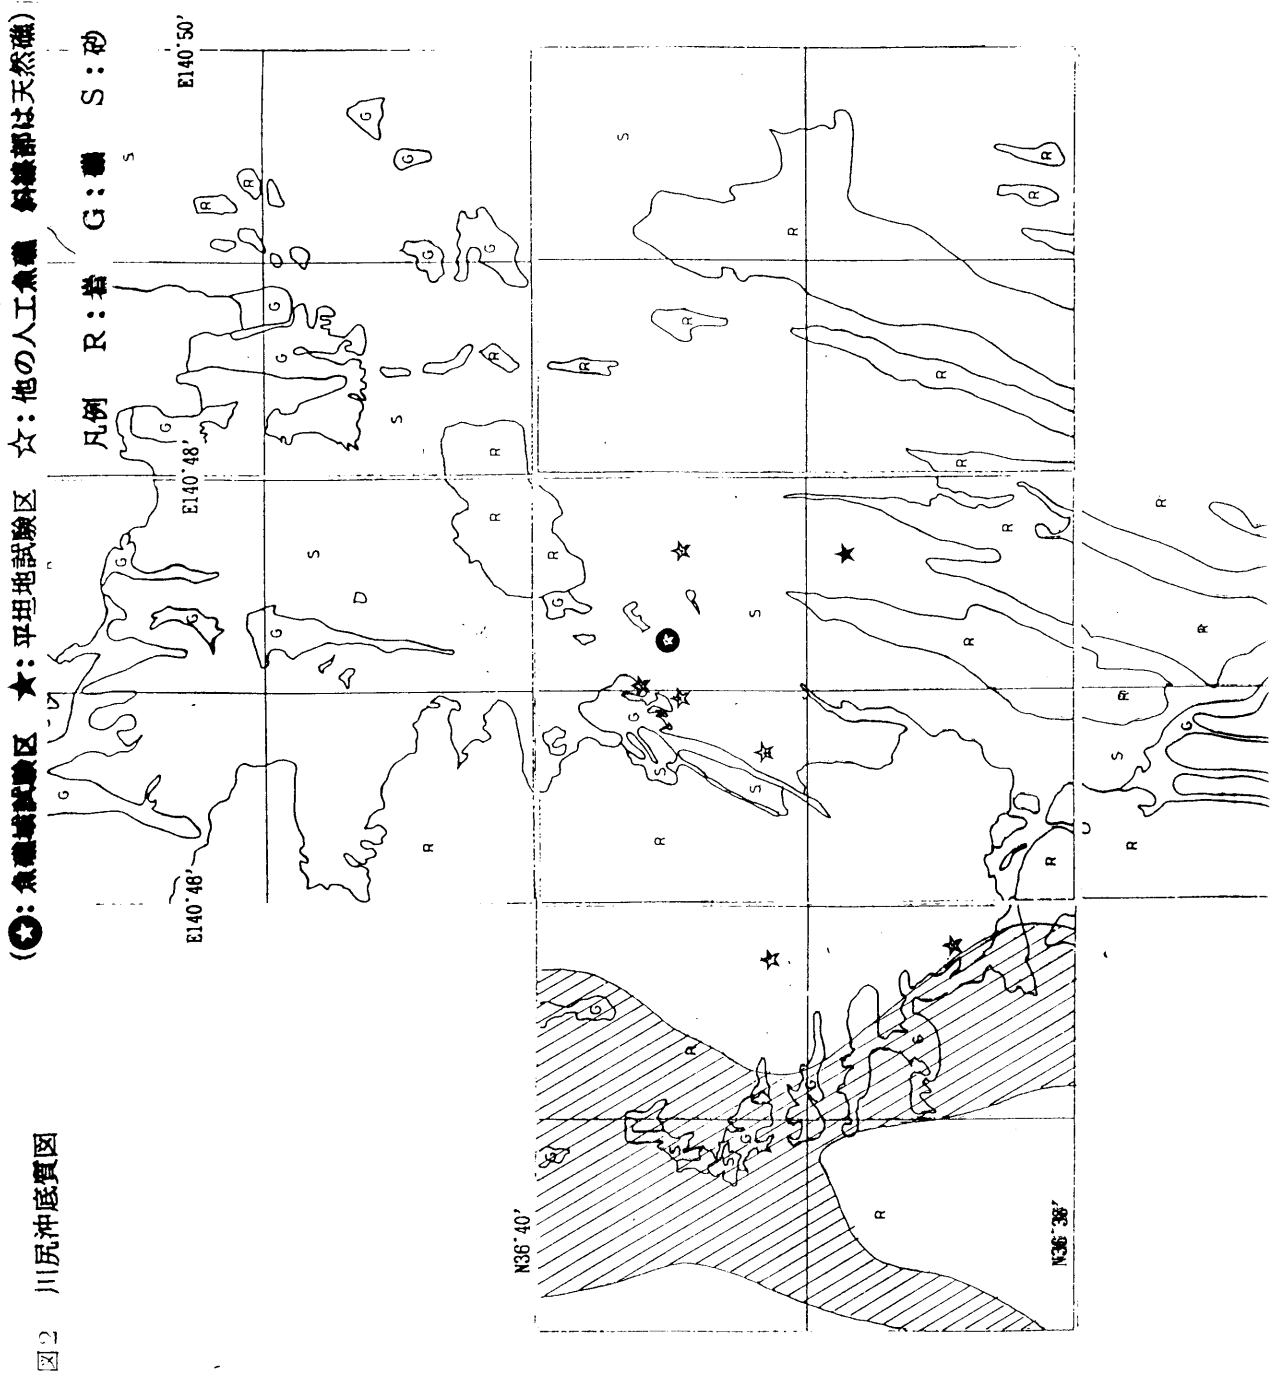 図2　川尻沖底質図
(✪：魚礁域試験区　★：平坦地試験区　☆：他の人工魚礁　斜線部は天然礁)
凡例　R：岩　G：礫　S：砂
E140°46'
E140°48'
E140°50'
N36°40'
N36°38'
R
G
S